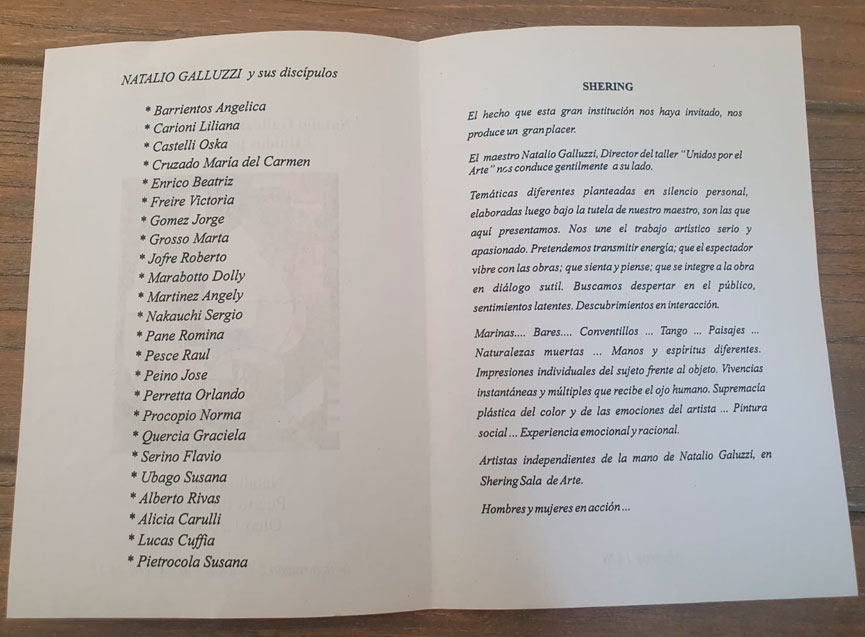 NATALIO GALLUZZI y sus discípulos
* Barrientos Angelica
* Carioni Liliana
* Castelli Oska
* Cruzado Maria del Carmen
* Enrico Beatriz
* Freire Victoria
* Gomez Jorge
* Grosso Marta
* Jofre Roberto
* Marabotto Dolly
* Martinez Angely
* Nakauchi Sergio
* Pane Romina
* Pesce Raul
* Peino Jose
* Perretta Orlando
* Procopio Norma
* Quercia Graciela
* Serino Flavio
* Ubago Susana
* Alberto Rivas
* Alicia Carulli
* Lucas Cuffia
* Pietrocola Susana
SHERING
El hecho que esta gran institución nos haya invitado, nos
produce un gran placer.
El maestro Natalio Galluzzi, Director del taller "Unidos por el
Arte" nos conduce gentilmente a su lado.
Temáticas diferentes planteadas en silencio personal,
elaboradas luego bajo la tutela de nuestro maestro, son las que
aquí presentamos. Nos une el trabajo artístico serio y
apasionado. Pretendemos transmitir energía; que el espectador
vibre con las obras; que sienta y piense; que se integre a la obra
en diálogo sutil. Buscamos despertar en el público,
sentimientos latentes. Descubrimientos en interacción.
Marinas.... Bares.... Conventillos ... Tango ... Paisajes ...
Naturalezas muertas ... Manos y espíritus diferentes.
Impresiones individuales del sujeto frente al objeto. Vivencias
instantáneas y múltiples que recibe el ojo humano. Supremacía
plástica del color y de las emociones del artista ... Pintura
social ... Experiencia emocional y racional.
Artistas independientes de la mano de Natalio Galuzzi, en
Shering Sala de Arte.
Hombres y mujeres en acción ...